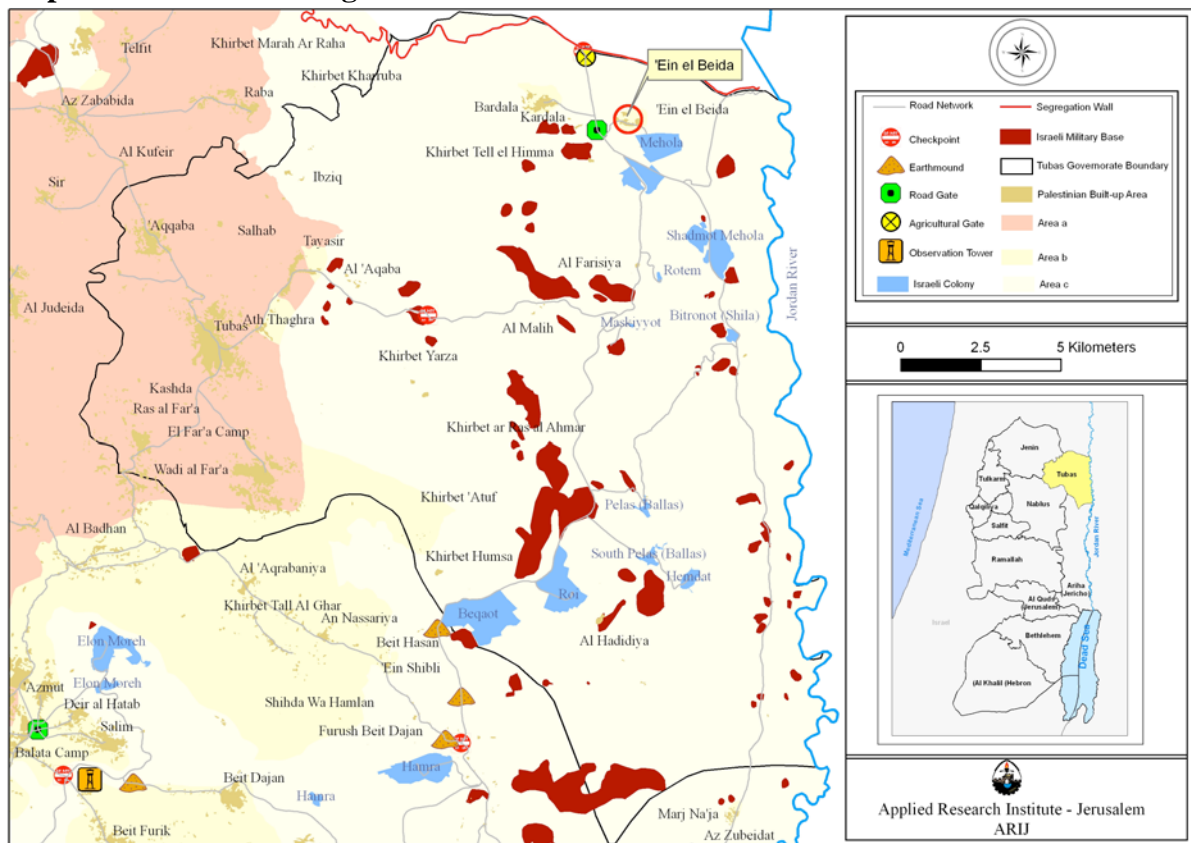 'Ein el Beida
Telfit
Khirbet Marah Ar Raha
Khirbet Kharruba
Az Zababida
Raba
Bardala
Kardala
'Ein el Beida
Mehola
Al Kufeir
Khirbet Tell el Himma
Ibziq
Sir
'Aqqaba
Salhab
Tayasir
Shadmot Mehola
Al 'Aqaba
Al Farisiya
Rotem
Jordan River
Al Judeida
Tubas
Ath Thaghra
Al Malih
Maskiyyot
Bitronot (Shila)
Khirbet Yarza
Kashda
Ras al Far'a
El Far'a Camp
Khirbet ar Ras al Ahmar
Wadi al Far'a
Khirbet 'Atuf
Pelas (Ballas)
Al Badhan
Khirbet Humsa
South Pelas (Ballas)
Hemdat
Al 'Aqrabaniya
Roi
Khirbet Tall Al Ghar
An Nassariya
Beqaot
Beit Hasan
Al Hadidiya
Elon Moreh
'Ein Shibli
Elon Moreh
'Azmut
Deir al Hatab
Shihda Wa Hamlan
Salim
Furush Beit Dajan
Balata Camp
Hamra
Beit Dajan
Hamra
Marj Na'ja
Beit Furik
Az Zubeidat
Road Network
Segregation Wall
Checkpoint
Israeli Military Base
Earthmound
Tubas Governorate Boundary
Road Gate
Palestinian Built-up Area
Agricultural Gate
Area a
Observation Tower
Area b
Israeli Colony
Area c
0 2.5 5 Kilometers
Jenin
Tubas
Tulkarm
Nablus
Qalqiliya
Salfit
Mediterranean Sea
Jordan River
Ramallah
Ariha
(Jericho)
Al Quds
(Jerusalem)
Israel
Bethlehem
Dead Sea
(Al Khalil (Hebron
Applied Research Institute - Jerusalem
ARIJ